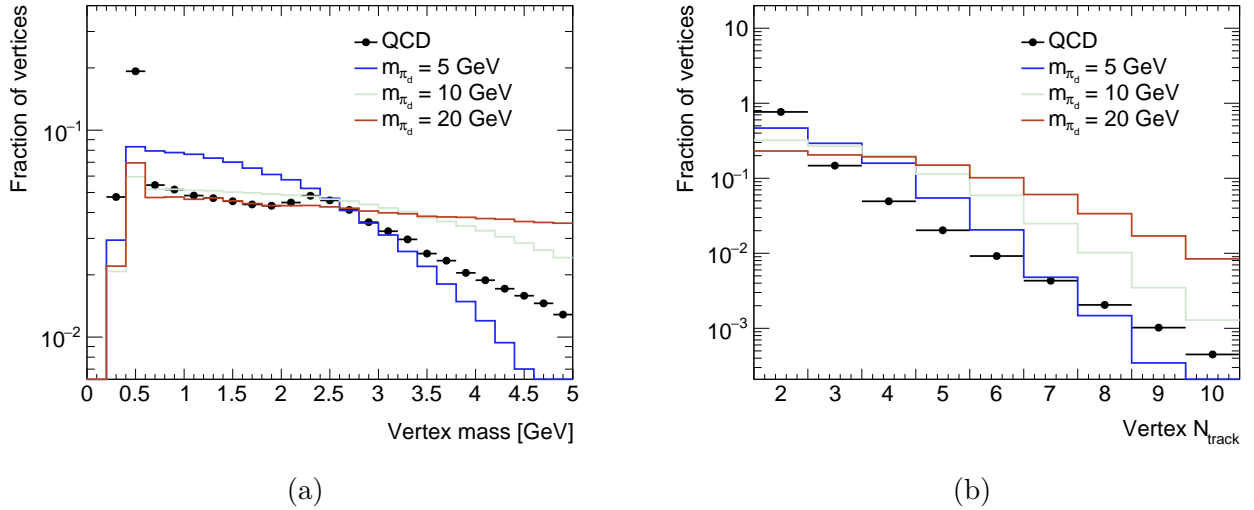 Fraction of vertices
QCD
m_{π_d} = 5 GeV
m_{π_d} = 10 GeV
m_{π_d} = 20 GeV
10⁻¹
10⁻²
0 0.5 1 1.5 2 2.5 3 3.5 4 4.5 5
Vertex mass [GeV]
(a)
Fraction of vertices
QCD
m_{π_d} = 5 GeV
m_{π_d} = 10 GeV
m_{π_d} = 20 GeV
10
1
10⁻¹
10⁻²
10⁻³
2 3 4 5 6 7 8 9 10
Vertex N_{track}
(b)